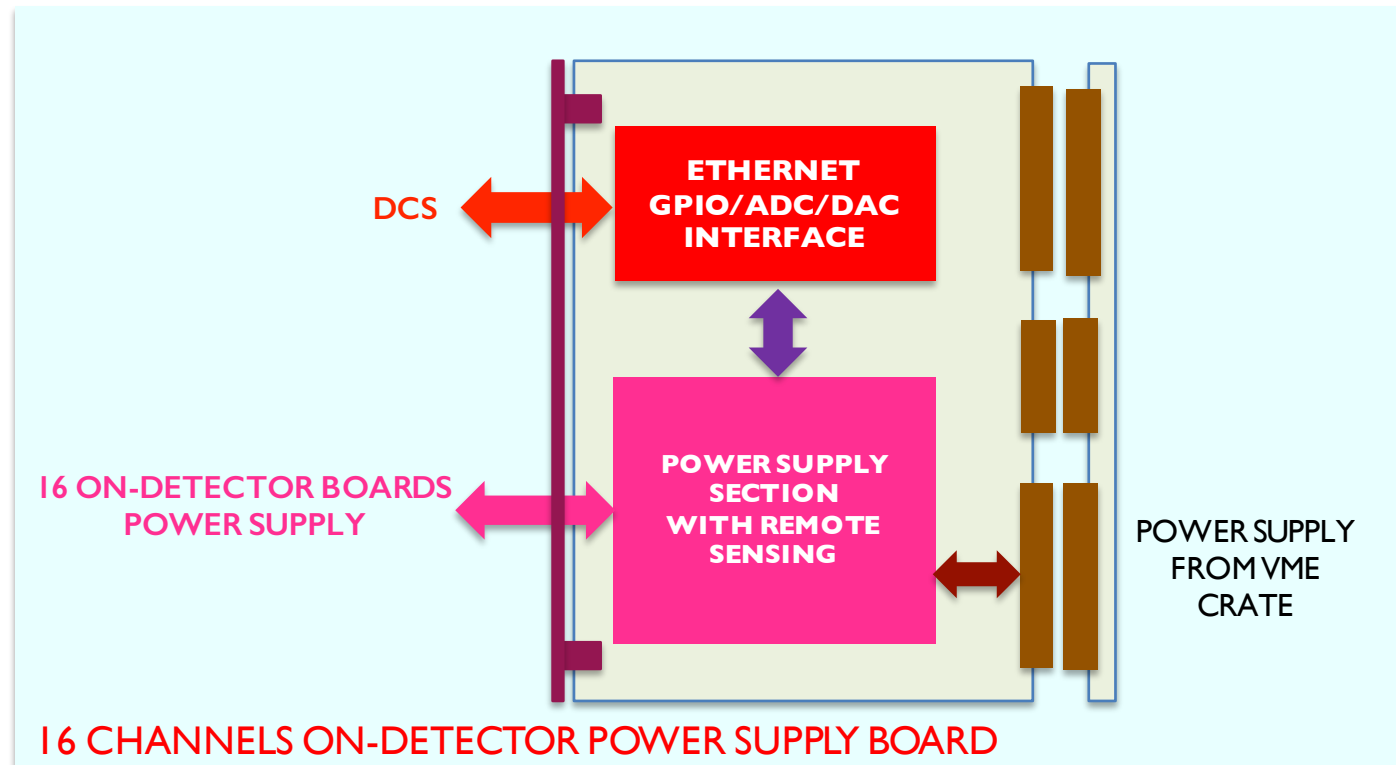 ETHERNET
GPIO/ADC/DAC
INTERFACE
DCS
16 ON-DETECTOR BOARDS
POWER SUPPLY
POWER SUPPLY
SECTION
WITH REMOTE
SENSING
POWER SUPPLY
FROM VME
CRATE
16 CHANNELS ON-DETECTOR POWER SUPPLY BOARD